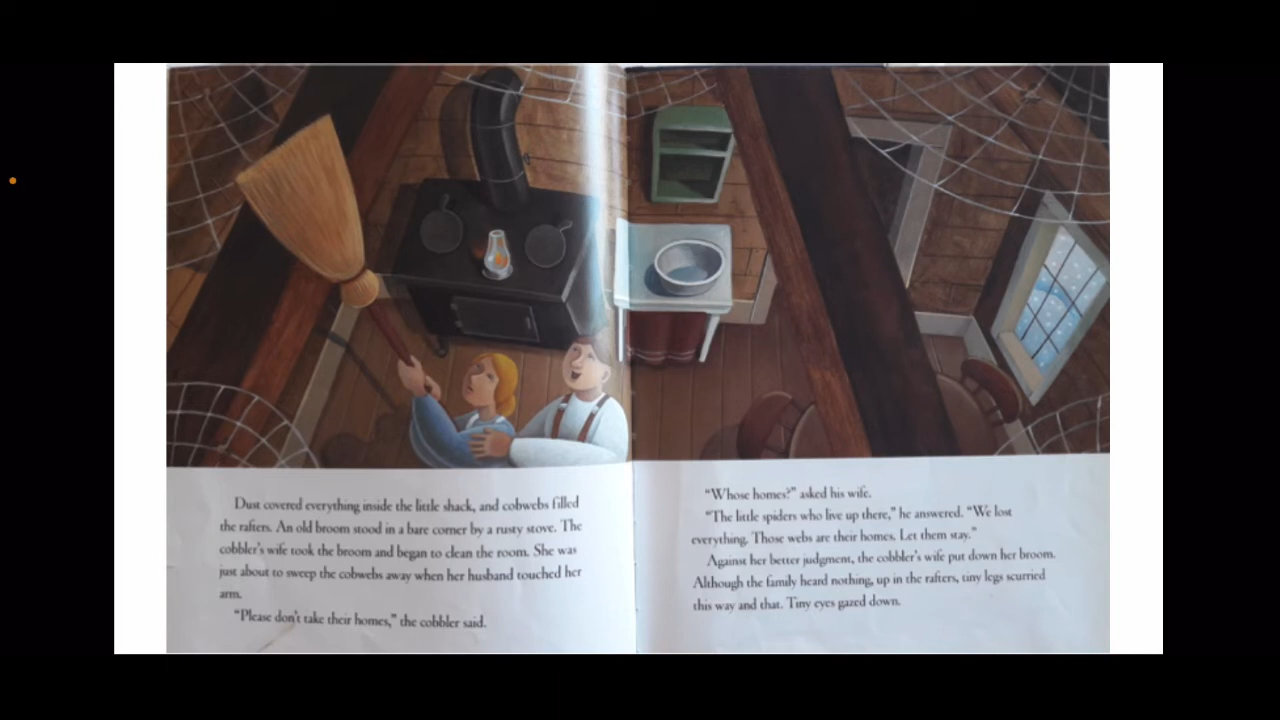 Dust covered everything inside the little shack, and cobwebs filled
the rafters. An old broom stood in a bare corner by a rusty stove. The
cobbler's wife took the broom and began to clean the room. She was
just about to sweep the cobwebs away when her husband touched her
arm.
"Please don't take their homes," the cobbler said.
"Whose homes?" asked his wife.
"The little spiders who live up there," he answered. "We lost
everything. Those webs are their homes. Let them stay."
Against her better judgment, the cobbler's wife put down her broom.
Although the family heard nothing, up in the rafters, tiny legs scurried
this way and that. Tiny eyes gazed down.